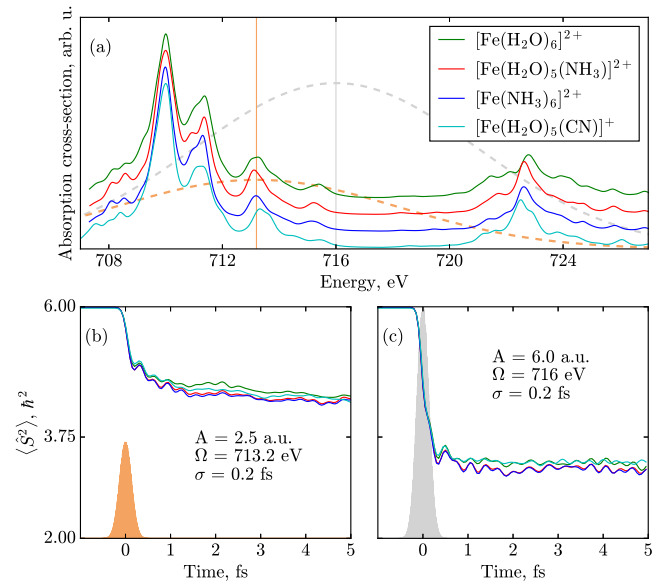 (a)
Absorption cross-section, arb. u.
[Fe(H₂O)₆]²⁺
[Fe(H₂O)₅(NH₃)]²⁺
[Fe(NH₃)₆]²⁺
[Fe(H₂O)₅(CN)]⁺
708 712 716 720 724
Energy, eV
6.00
3.75
2.00
⟨Ŝ²⟩, ℏ²
(b)
A = 2.5 a.u.
Ω = 713.2 eV
σ = 0.2 fs
0 1 2 3 4 5
Time, fs
(c)
A = 6.0 a.u.
Ω = 716 eV
σ = 0.2 fs
0 1 2 3 4 5
Time, fs